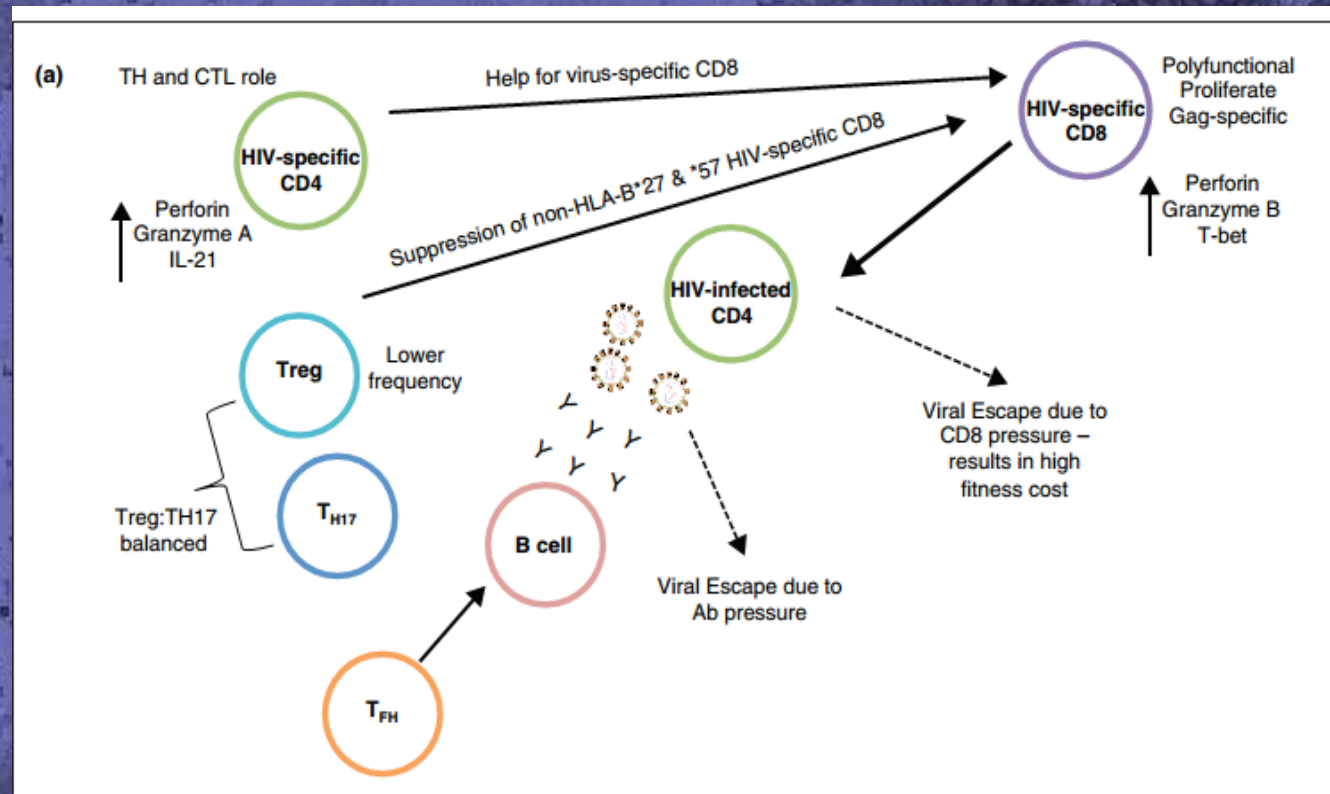 (a)
TH and CTL role
HIV-specific
CD4
Perforin
Granzyme A
IL-21
Help for virus-specific CD8
Suppression of non-HLA-B*27 & *57 HIV-specific CD8
HIV-specific
CD8
Polyfunctional
Proliferate
Gag-specific
Perforin
Granzyme B
T-bet
HIV-infected
CD4
Treg
Lower
frequency
Treg:TH17
balanced
TH17
B cell
TFH
Y
Y
Y
Y
Y
Y
Viral Escape due to
Ab pressure
Viral Escape due to
CD8 pressure –
results in high
fitness cost